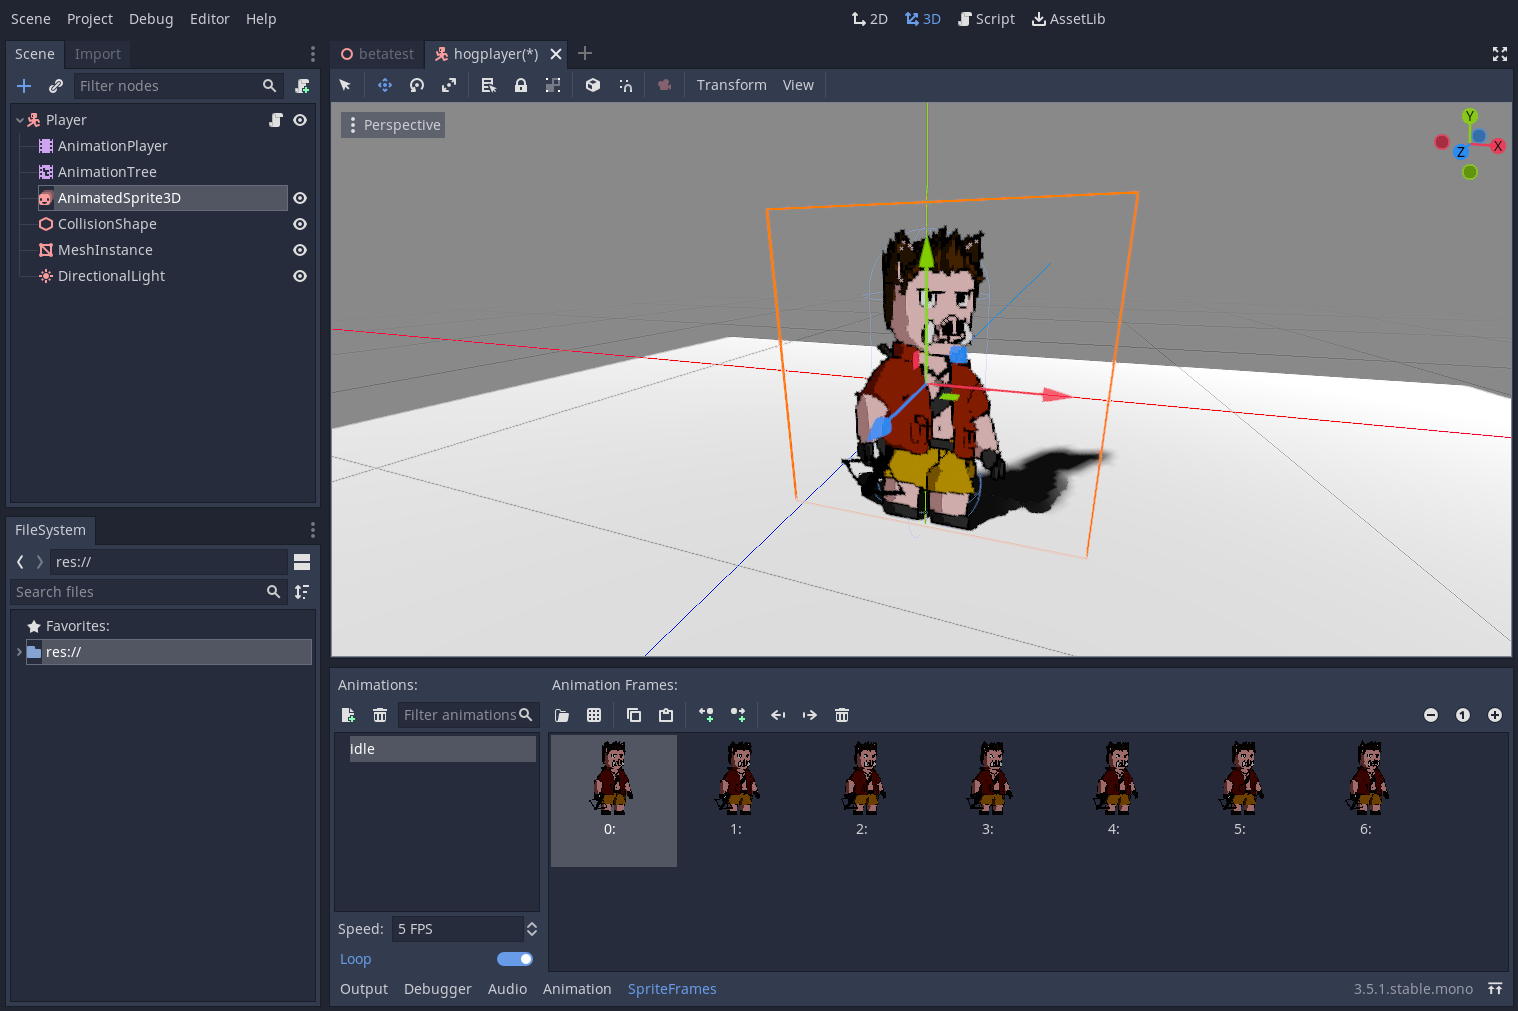 Scene Project Debug Editor Help 2D 3D Script AssetLib
Scene Import
Filter nodes
Player
AnimationPlayer
AnimationTree
AnimatedSprite3D
CollisionShape
MeshInstance
DirectionalLight
FileSystem
res://
Search files
Favorites:
res://
betatest hogplayer(*)
Transform View
Perspective
Y
X
Z
Animations:
Filter animations
idle
Speed: 5 FPS
Loop
Animation Frames:
1
0: 1: 2: 3: 4: 5: 6:
Output Debugger Audio Animation SpriteFrames 3.5.1.stable.mono